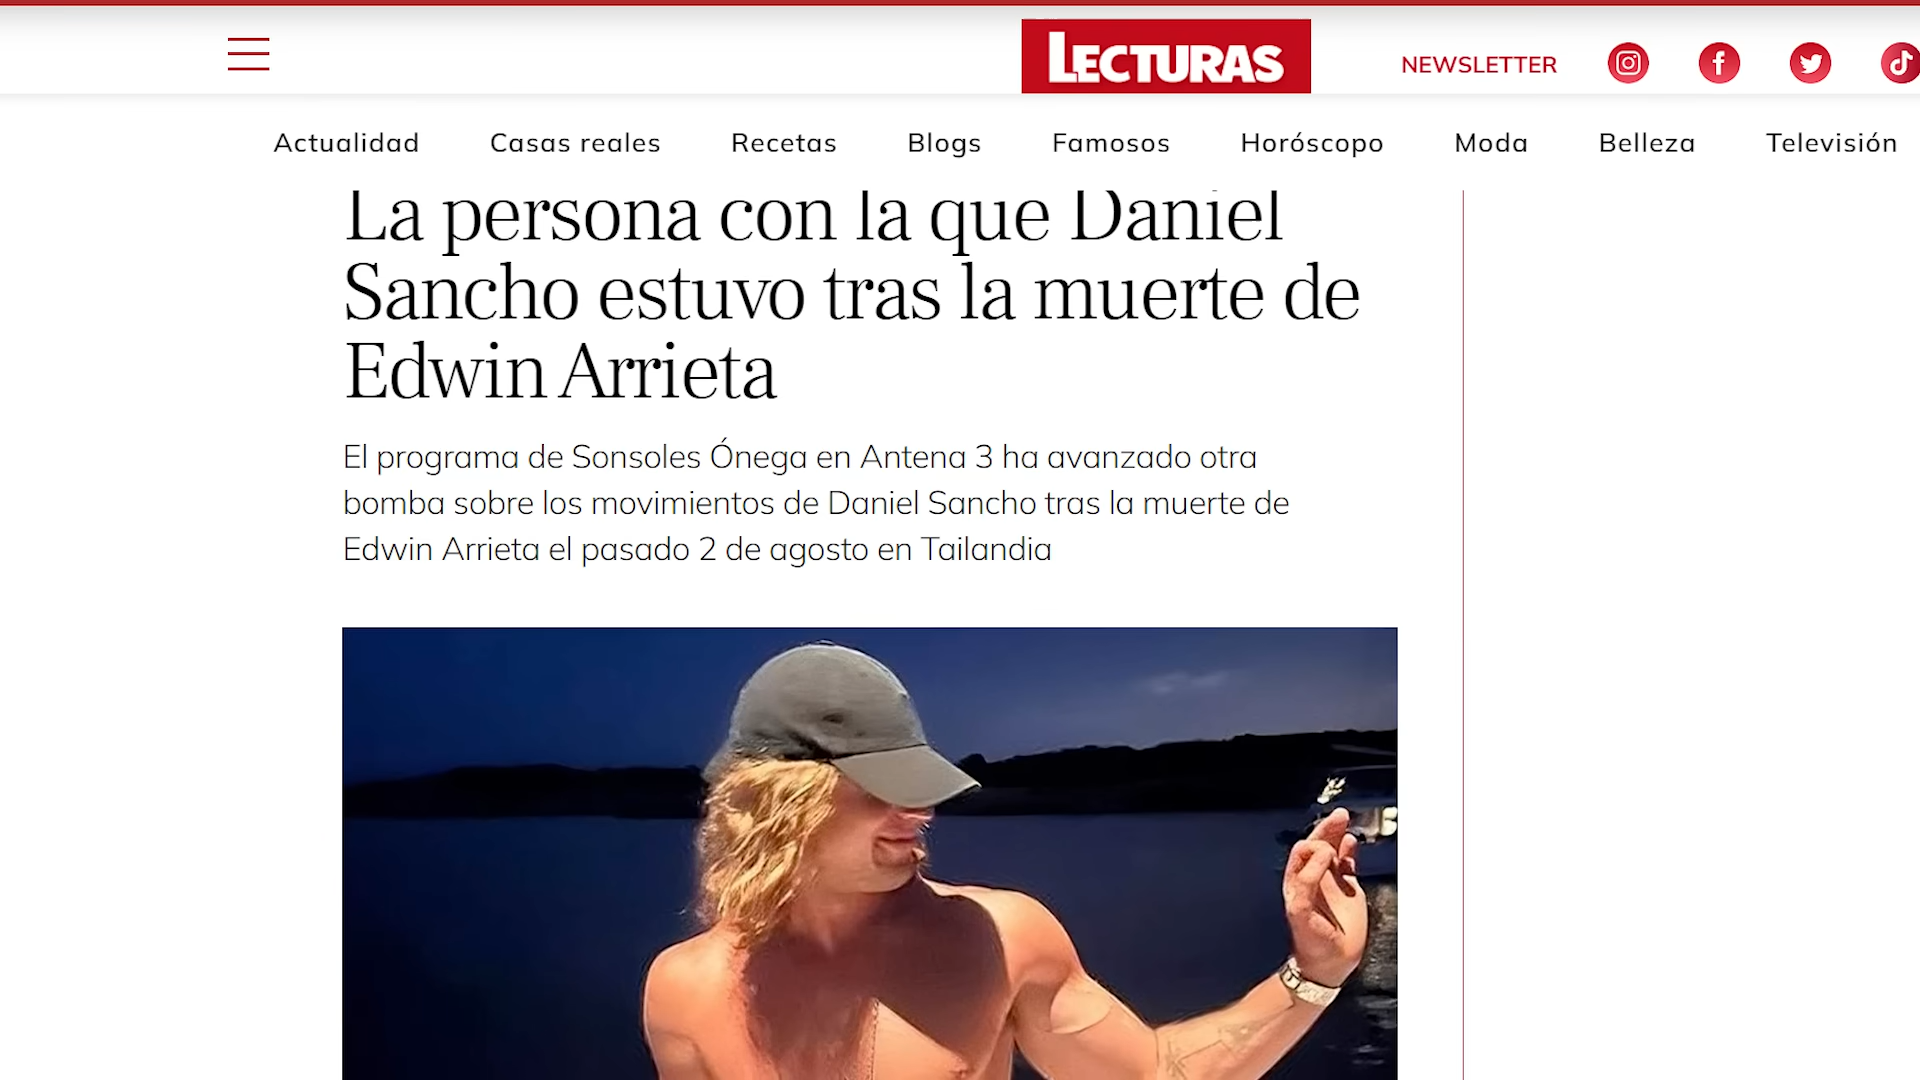 LECTURAS
NEWSLETTER
Actualidad Casas reales Recetas Blogs Famosos Horóscopo Moda Belleza Televisión
La persona con la que Daniel
Sancho estuvo tras la muerte de
Edwin Arrieta
El programa de Sonsoles Ónega en Antena 3 ha avanzado otra
bomba sobre los movimientos de Daniel Sancho tras la muerte de
Edwin Arrieta el pasado 2 de agosto en Tailandia